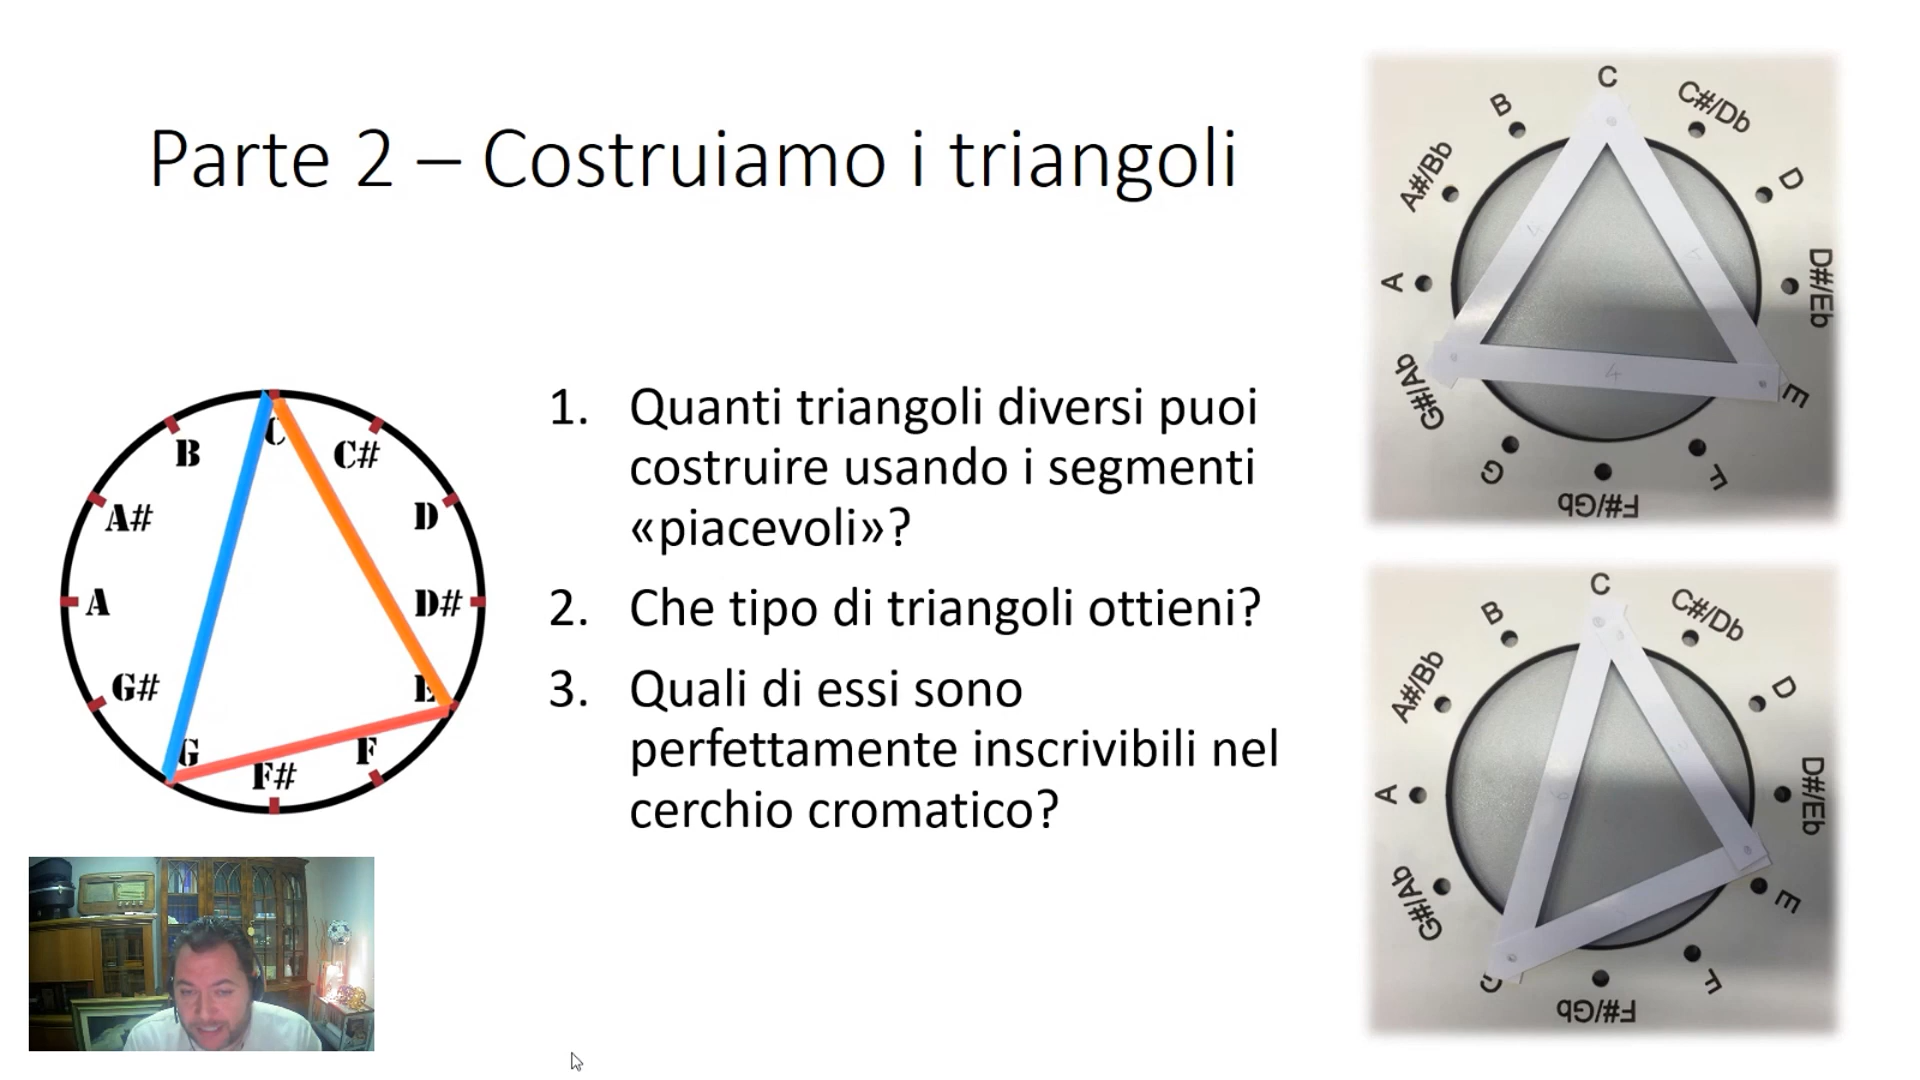 Parte 2 – Costruiamo i triangoli
1. Quanti triangoli diversi puoi
costruire usando i segmenti
«piacevoli»?
2. Che tipo di triangoli ottieni?
3. Quali di essi sono
perfettamente inscrivibili nel
cerchio cromatico?
C
C#
D
D#
E
F
F#
G
G#
A
A#
B
C
C#/Db
D
D#/Eb
E
F
F#/Gb
G
G#/Ab
A
A#/Bb
B
4
4
C
C#/Db
D
D#/Eb
E
F
F#/Gb
G
G#/Ab
A
A#/Bb
B